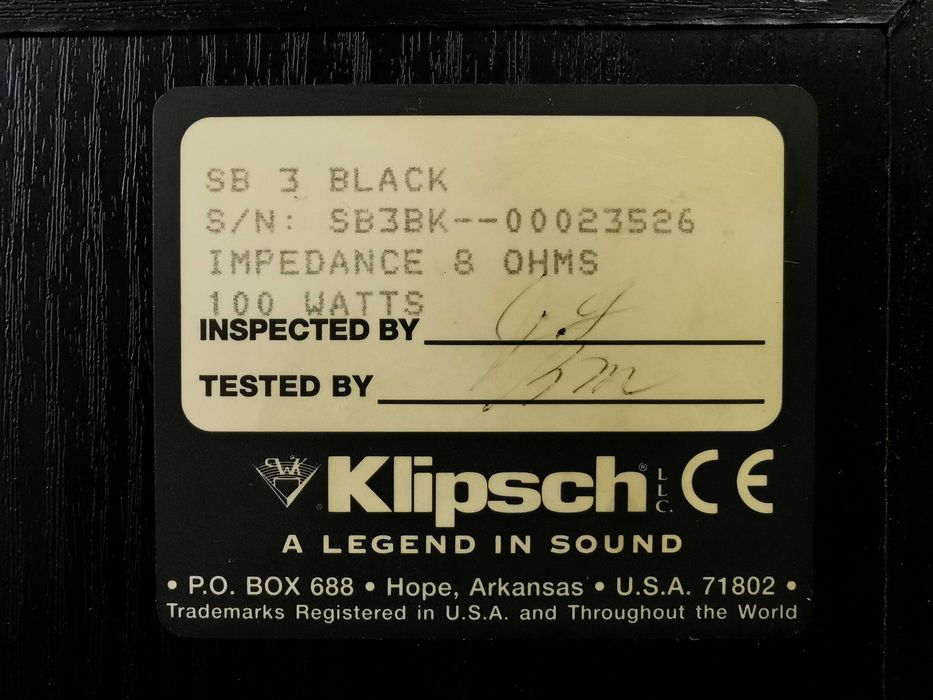 SB 3 BLACK
S/N: SB3BK--00023526
IMPEDANCE 8 OHMS
100 WATTS
INSPECTED BY
TESTED BY
Klipsch® LLC. CE
A LEGEND IN SOUND
• P.O. BOX 688 • Hope, Arkansas • U.S.A. 71802 •
Trademarks Registered in U.S.A. and Throughout the World